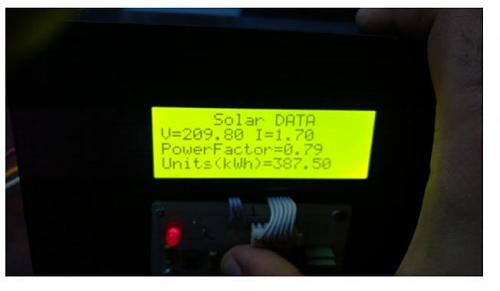 Solar DATA
V=209.80 I=1.70
PowerFactor=0.79
Units(kWh)=387.50